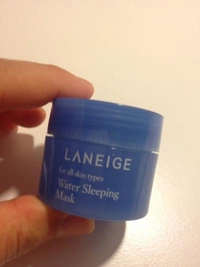 LANEIGE
for all skin types
Water Sleeping
Mask